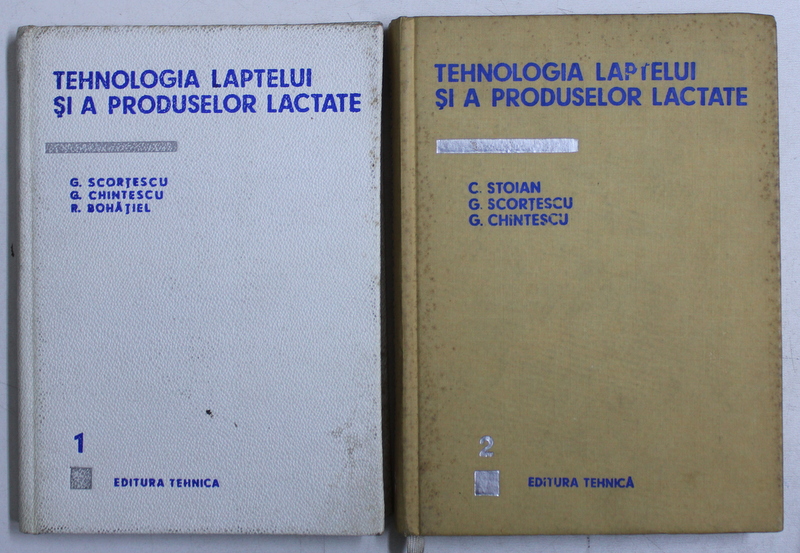 TEHNOLOGIA LAPTELUI
ŞI A PRODUSELOR LACTATE
G. SCORŢESCU
G. CHINTESCU
R. BOHĂŢIEL
1
EDITURA TEHNICA
TEHNOLOGIA LAPTELUI
ŞI A PRODUSELOR LACTATE
C. STOIAN
G. SCORŢESCU
G. CHINTESCU
2
EDITURA TEHNICĂ